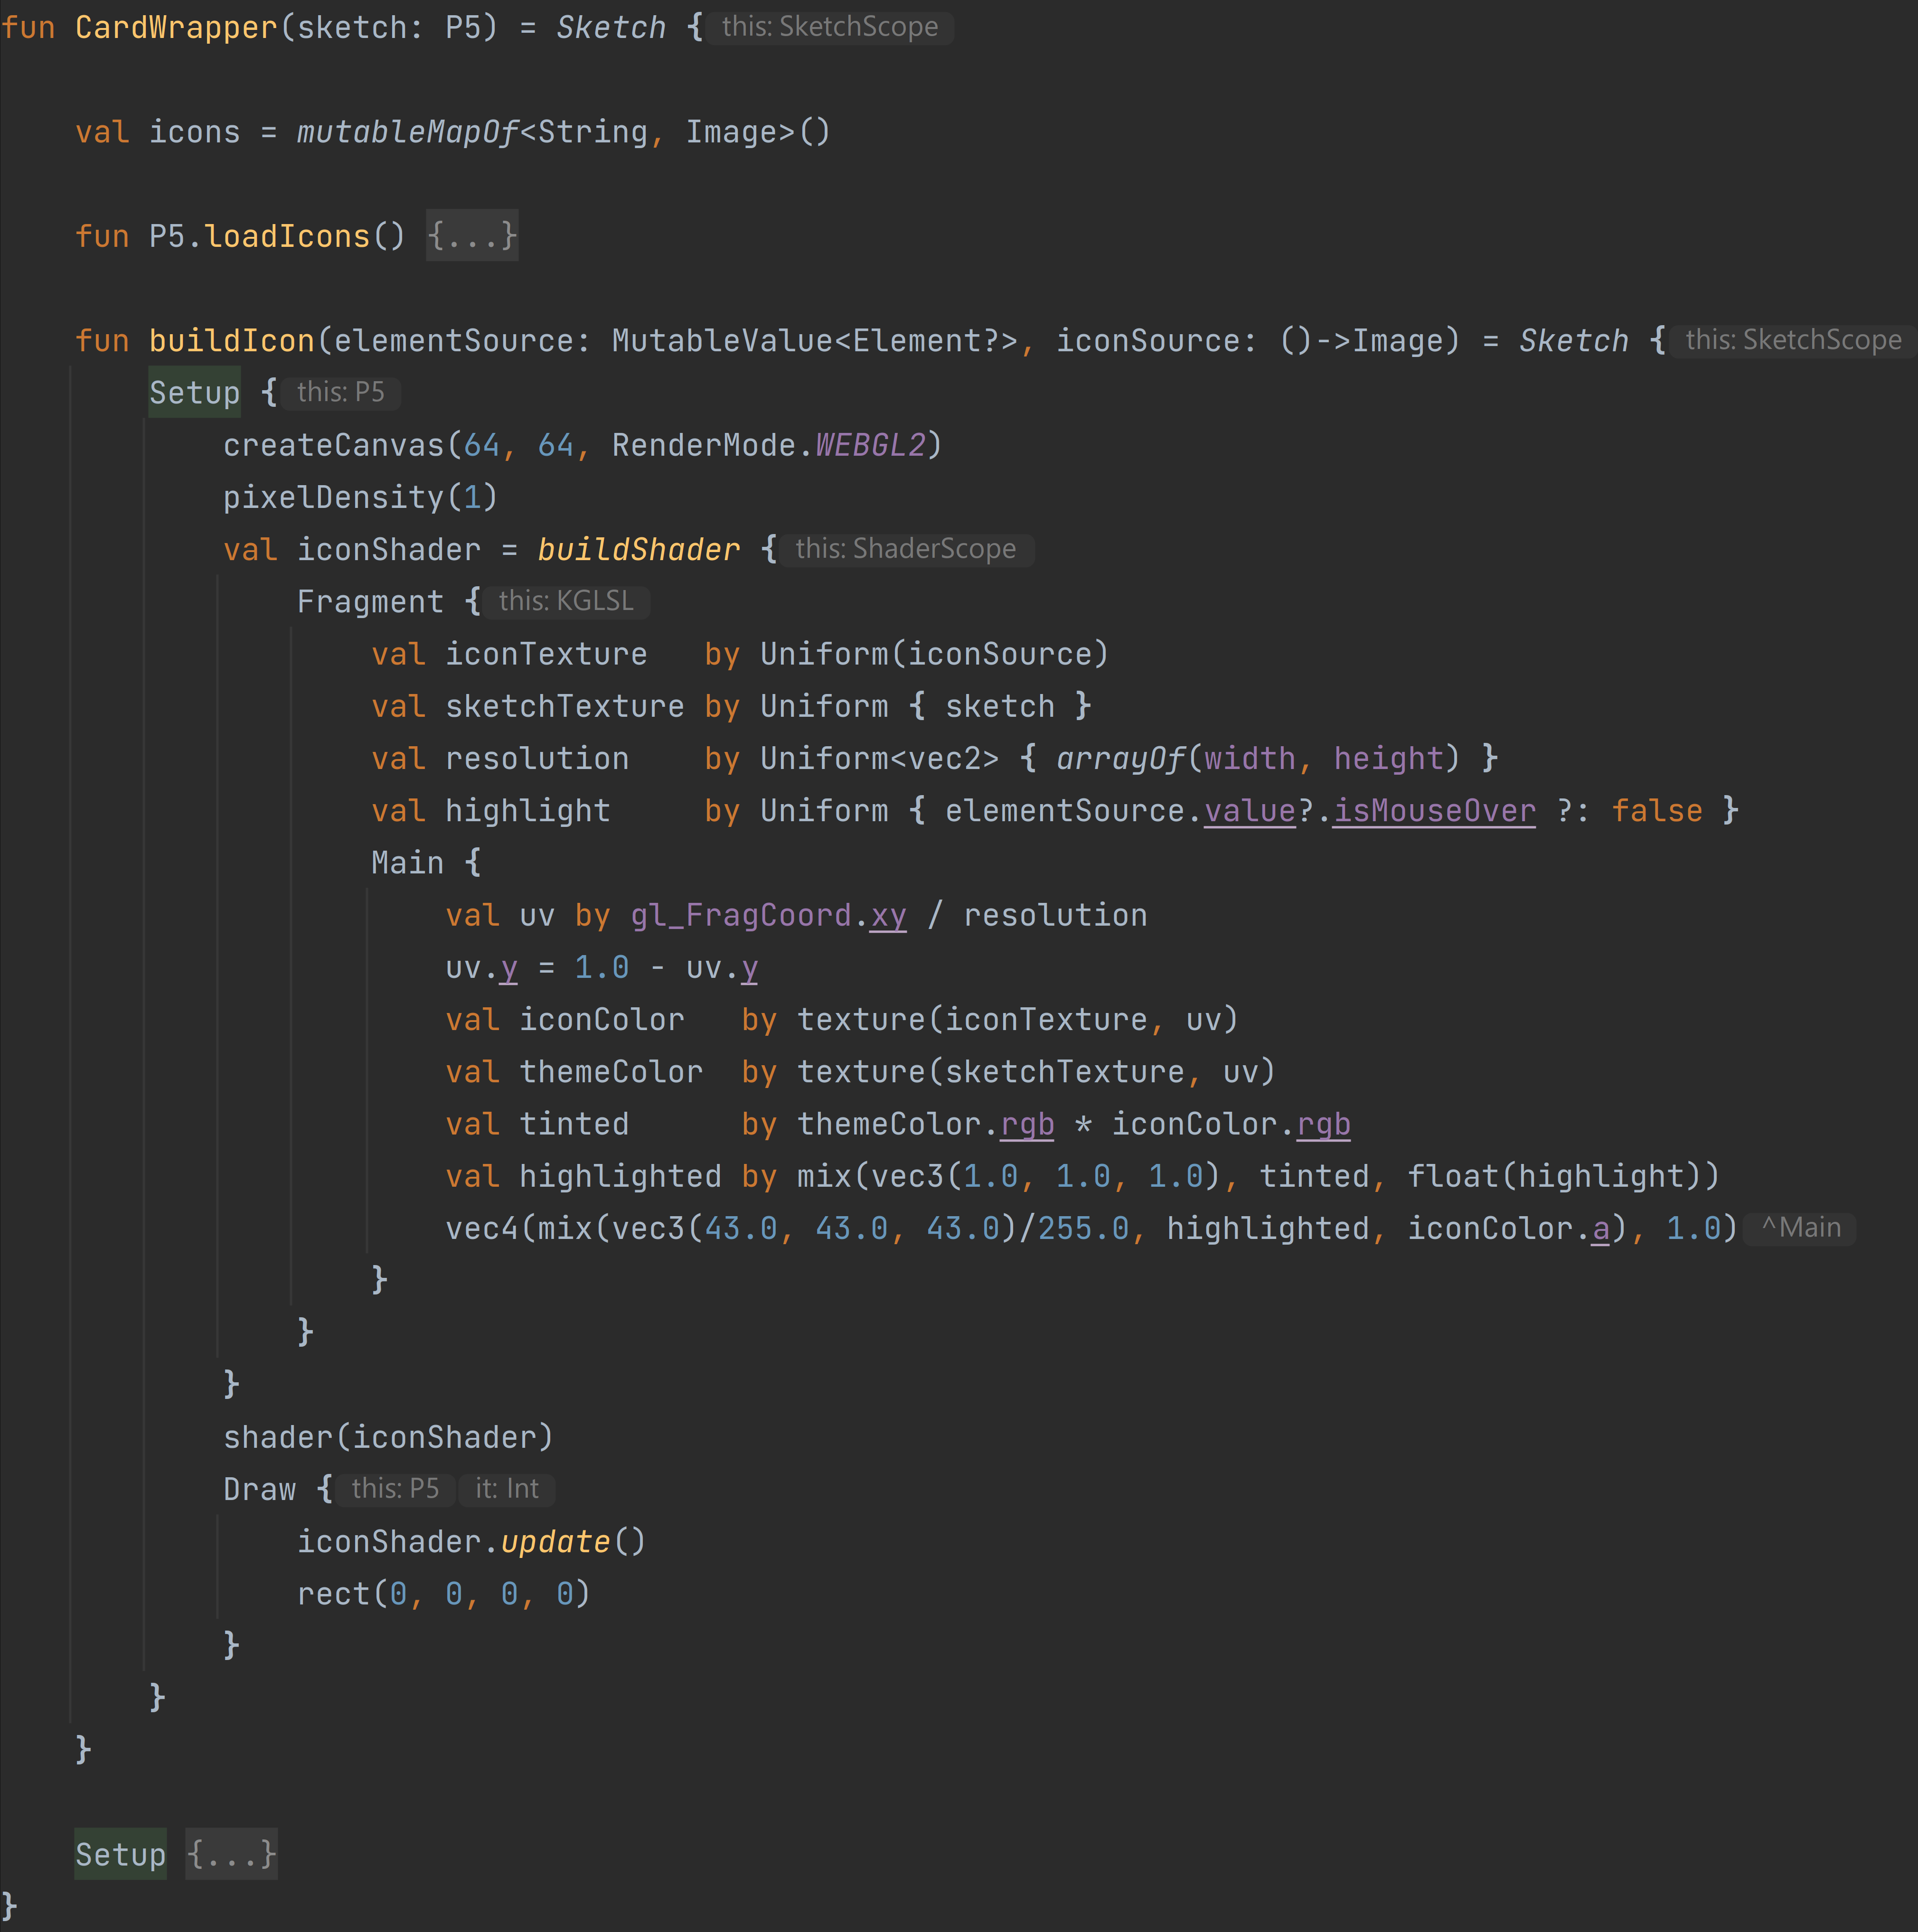 fun CardWrapper(sketch: P5) = Sketch { this: SketchScope
val icons = mutableMapOf<String, Image>()
fun P5.loadIcons() {...}
fun buildIcon(elementSource: MutableValue<Element?>, iconSource: ()->Image) = Sketch { this: SketchScope
Setup { this: P5
createCanvas(64, 64, RenderMode.WEBGL2)
pixelDensity(1)
val iconShader = buildShader { this: ShaderScope
Fragment { this: KGLSL
val iconTexture by Uniform(iconSource)
val sketchTexture by Uniform { sketch }
val resolution by Uniform<vec2> { arrayOf(width, height) }
val highlight by Uniform { elementSource.value?.isMouseOver ?: false }
Main {
val uv by gl_FragCoord.xy / resolution
uv.y = 1.0 - uv.y
val iconColor by texture(iconTexture, uv)
val themeColor by texture(sketchTexture, uv)
val tinted by themeColor.rgb * iconColor.rgb
val highlighted by mix(vec3(1.0, 1.0, 1.0), tinted, float(highlight))
vec4(mix(vec3(43.0, 43.0, 43.0)/255.0, highlighted, iconColor.a), 1.0) ^Main
}
}
}
shader(iconShader)
Draw { this: P5 it: Int
iconShader.update()
rect(0, 0, 0, 0)
}
}
}
Setup {...}
}